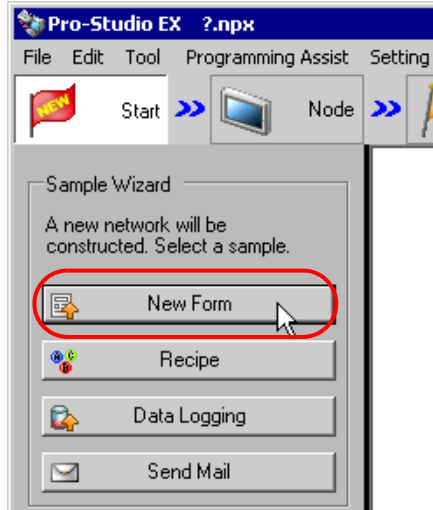 Pro-Studio EX ?.npx
File Edit Tool Programming Assist Setting
NEW Start Node
Sample Wizard
A new network will be
constructed. Select a sample.
New Form
Recipe
Data Logging
Send Mail